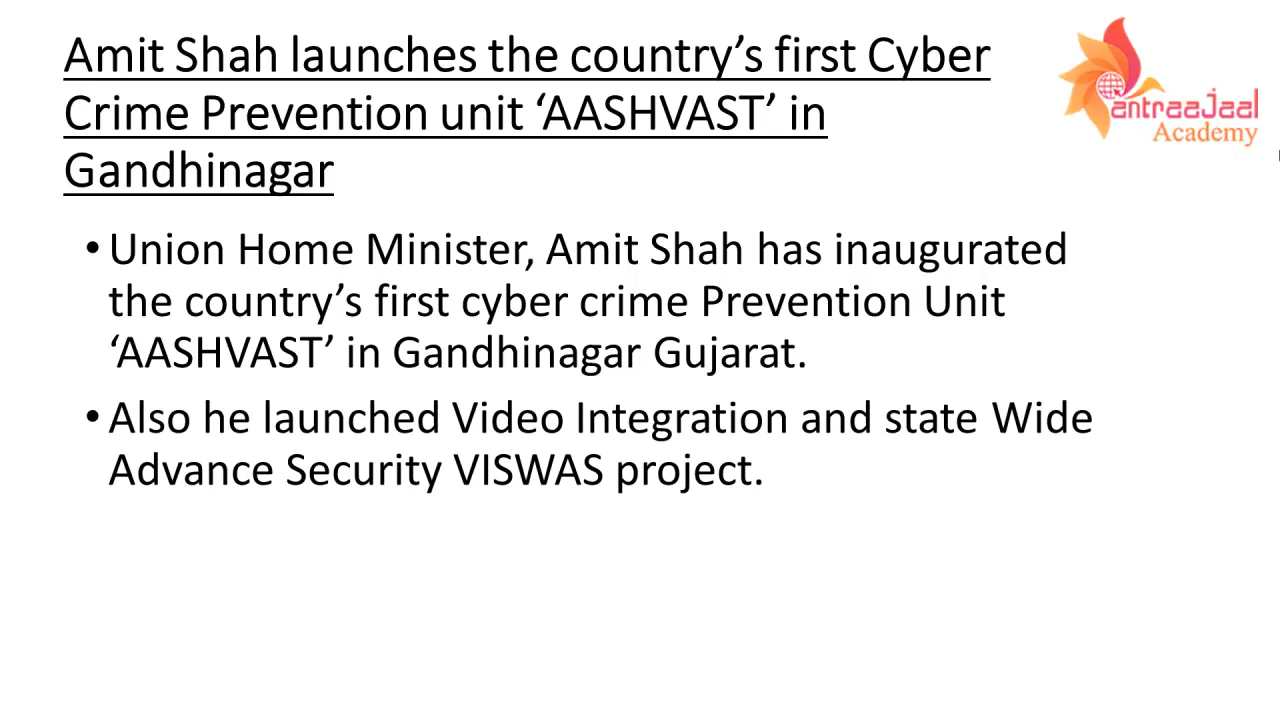 Amit Shah launches the country’s first Cyber
Crime Prevention unit ‘AASHVAST’ in
Gandhinagar
antraajaal
Academy
• Union Home Minister, Amit Shah has inaugurated
the country’s first cyber crime Prevention Unit
‘AASHVAST’ in Gandhinagar Gujarat.
• Also he launched Video Integration and state Wide
Advance Security VISWAS project.